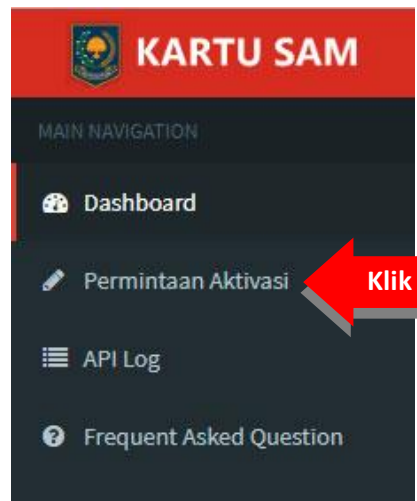 KARTU SAM
MAIN NAVIGATION
Dashboard
Permintaan Aktivasi
Klik
API Log
Frequent Asked Question